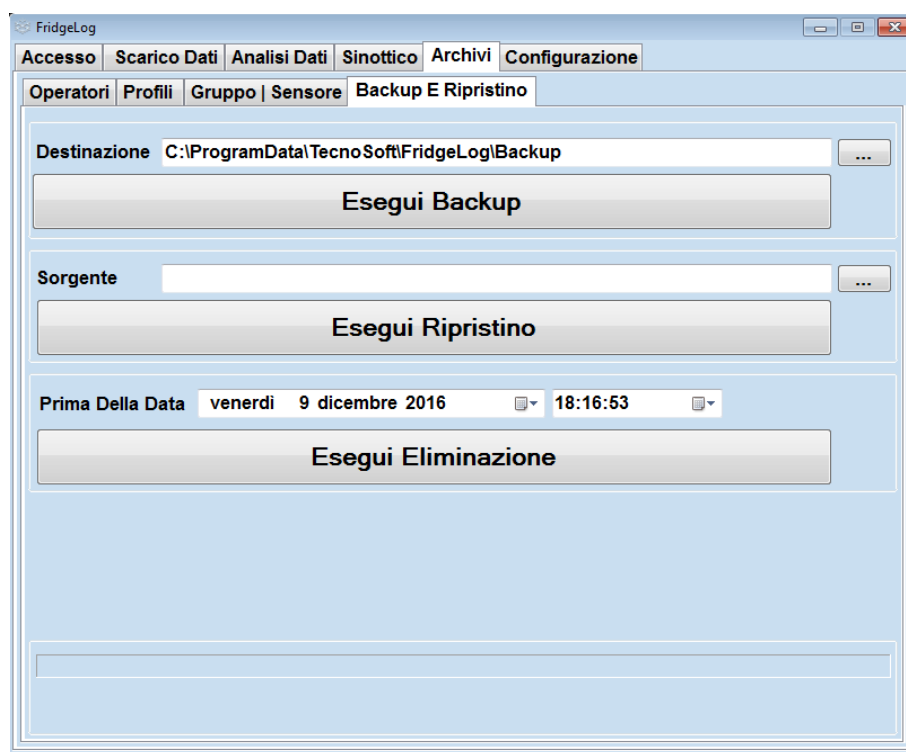 FridgeLog
Accesso Scarico Dati Analisi Dati Sinottico Archivi Configurazione
Operatori Profili Gruppo | Sensore Backup E Ripristino
Destinazione C:\ProgramData\TecnoSoft\FridgeLog\Backup ...
Esegui Backup
Sorgente ...
Esegui Ripristino
Prima Della Data venerdì 9 dicembre 2016 18:16:53
Esegui Eliminazione